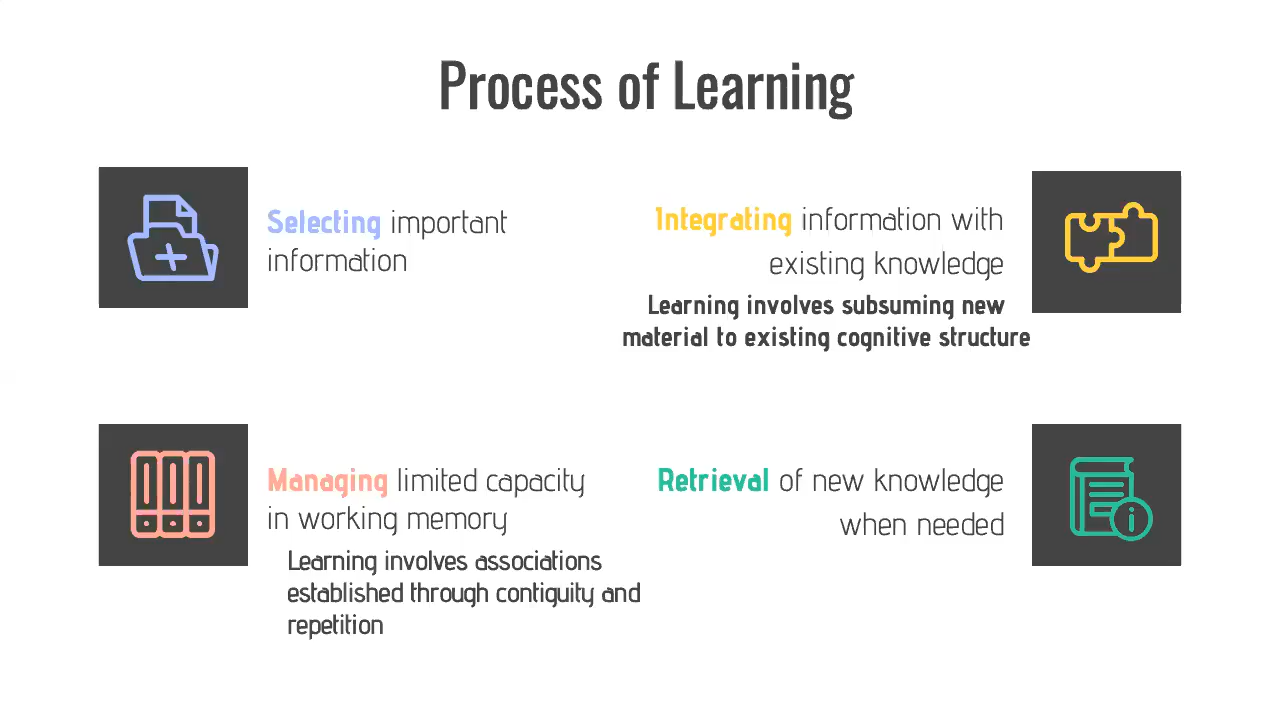 Process of Learning
Selecting important
information
Integrating information with
existing knowledge
Learning involves subsuming new
material to existing cognitive structure
Managing limited capacity
in working memory
Learning involves associations
established through contiguity and
repetition
Retrieval of new knowledge
when needed